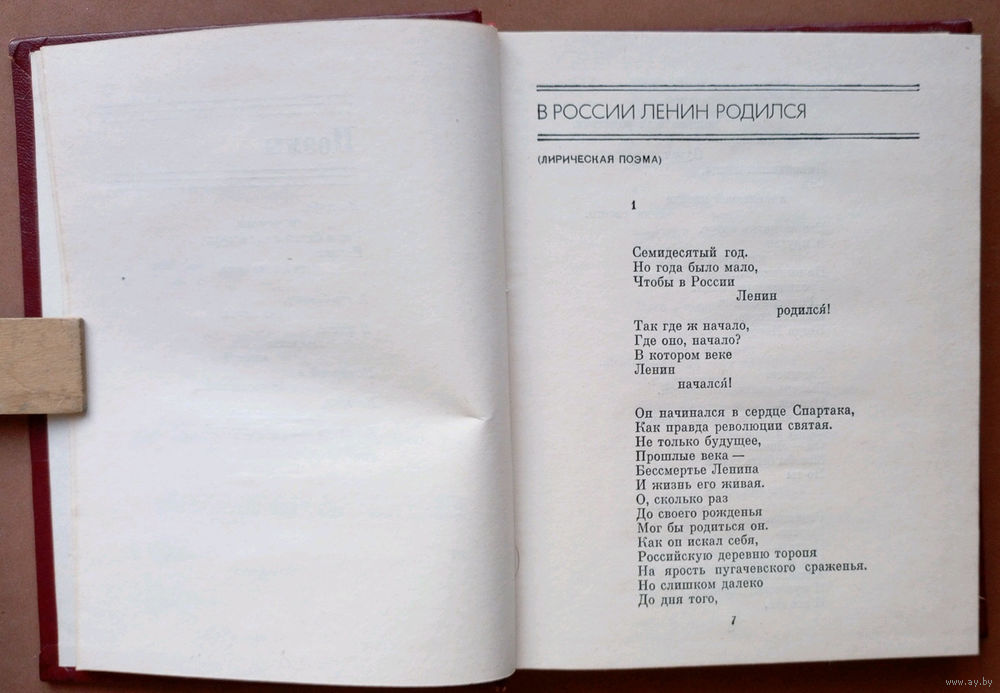 В РОССИИ ЛЕНИН РОДИЛСЯ
(ЛИРИЧЕСКАЯ ПОЭМА)
1
Семидесятый год.
Но года было мало,
Чтобы в России
Ленин
родилсй!
Так где ж начало,
Где оно, начало?
В котором веке
Ленин
начался́!
Он начинался в сердце Спартака,
Как правда революции святая.
Не только будущее,
Прошлые века —
Бессмертье Ленина
И жизнь его живая.
О, сколько раз
До своего рожденья
Мог бы родиться он.
Как он искал себя,
Российскую деревню торопя
На ярость пугачевского сраженья.
Но слишком далеко
До дня того,
7
www.ay.by